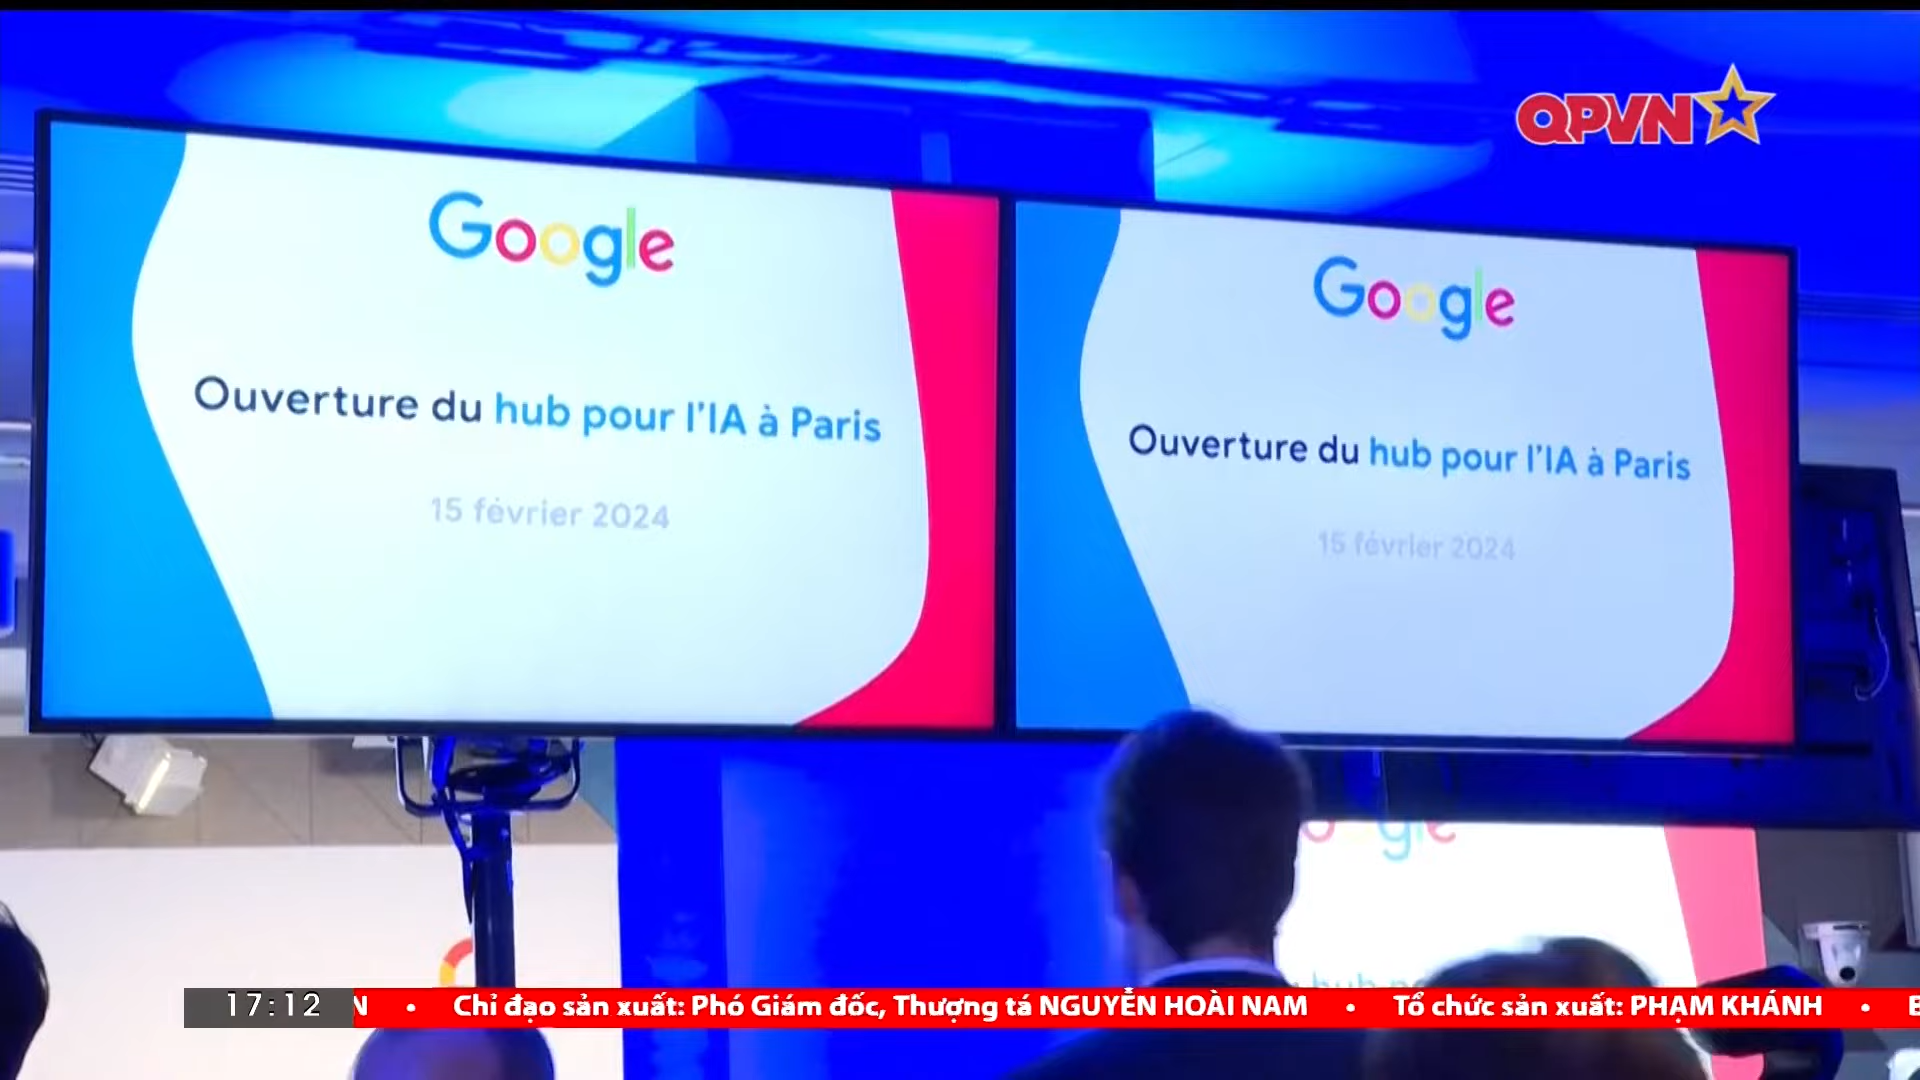 QPVN
Google
Ouverture du hub pour l'IA à Paris
15 février 2024
Google
Ouverture du hub pour l'IA à Paris
15 février 2024
17:12 N • Chỉ đạo sản xuất: Phó Giám đốc, Thượng tá NGUYỄN HOÀI NAM • Tổ chức sản xuất: PHẠM KHÁNH •